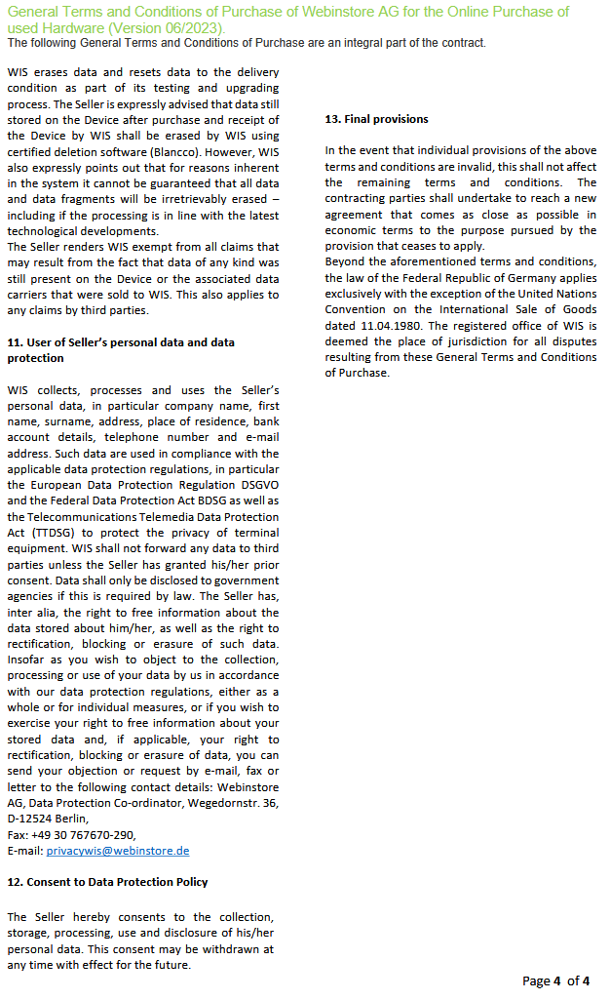 General Terms and Conditions of Purchase of Webinstore AG for the Online Purchase of
used Hardware (Version 06/2023).
The following General Terms and Conditions of Purchase are an integral part of the contract.
WIS erases data and resets data to the delivery
condition as part of its testing and upgrading
process. The Seller is expressly advised that data still
stored on the Device after purchase and receipt of
the Device by WIS shall be erased by WIS using
certified deletion software (Blancco). However, WIS
also expressly points out that for reasons inherent
in the system it cannot be guaranteed that all data
and data fragments will be irretrievably erased –
including if the processing is in line with the latest
technological developments.
The Seller renders WIS exempt from all claims that
may result from the fact that data of any kind was
still present on the Device or the associated data
carriers that were sold to WIS. This also applies to
any claims by third parties.
11. User of Seller’s personal data and data
protection
WIS collects, processes and uses the Seller’s
personal data, in particular company name, first
name, surname, address, place of residence, bank
account details, telephone number and e-mail
address. Such data are used in compliance with the
applicable data protection regulations, in particular
the European Data Protection Regulation DSGVO
and the Federal Data Protection Act BDSG as well as
the Telecommunications Telemedia Data Protection
Act (TTDSG) to protect the privacy of terminal
equipment. WIS shall not forward any data to third
parties unless the Seller has granted his/her prior
consent. Data shall only be disclosed to government
agencies if this is required by law. The Seller has,
inter alia, the right to free information about the
data stored about him/her, as well as the right to
rectification, blocking or erasure of such data.
Insofar as you wish to object to the collection,
processing or use of your data by us in accordance
with our data protection regulations, either as a
whole or for individual measures, or if you wish to
exercise your right to free information about your
stored data and, if applicable, your right to
rectification, blocking or erasure of data, you can
send your objection or request by e-mail, fax or
letter to the following contact details: Webinstore
AG, Data Protection Co-ordinator, Wegedornstr. 36,
D-12524 Berlin,
Fax: +49 30 767670-290,
E-mail: privacywis@webinstore.de
12. Consent to Data Protection Policy
The Seller hereby consents to the collection,
storage, processing, use and disclosure of his/her
personal data. This consent may be withdrawn at
any time with effect for the future.
13. Final provisions
In the event that individual provisions of the above
terms and conditions are invalid, this shall not affect
the remaining terms and conditions. The
contracting parties shall undertake to reach a new
agreement that comes as close as possible in
economic terms to the purpose pursued by the
provision that ceases to apply.
Beyond the aforementioned terms and conditions,
the law of the Federal Republic of Germany applies
exclusively with the exception of the United Nations
Convention on the International Sale of Goods
dated 11.04.1980. The registered office of WIS is
deemed the place of jurisdiction for all disputes
resulting from these General Terms and Conditions
of Purchase.
Page 4 of 4